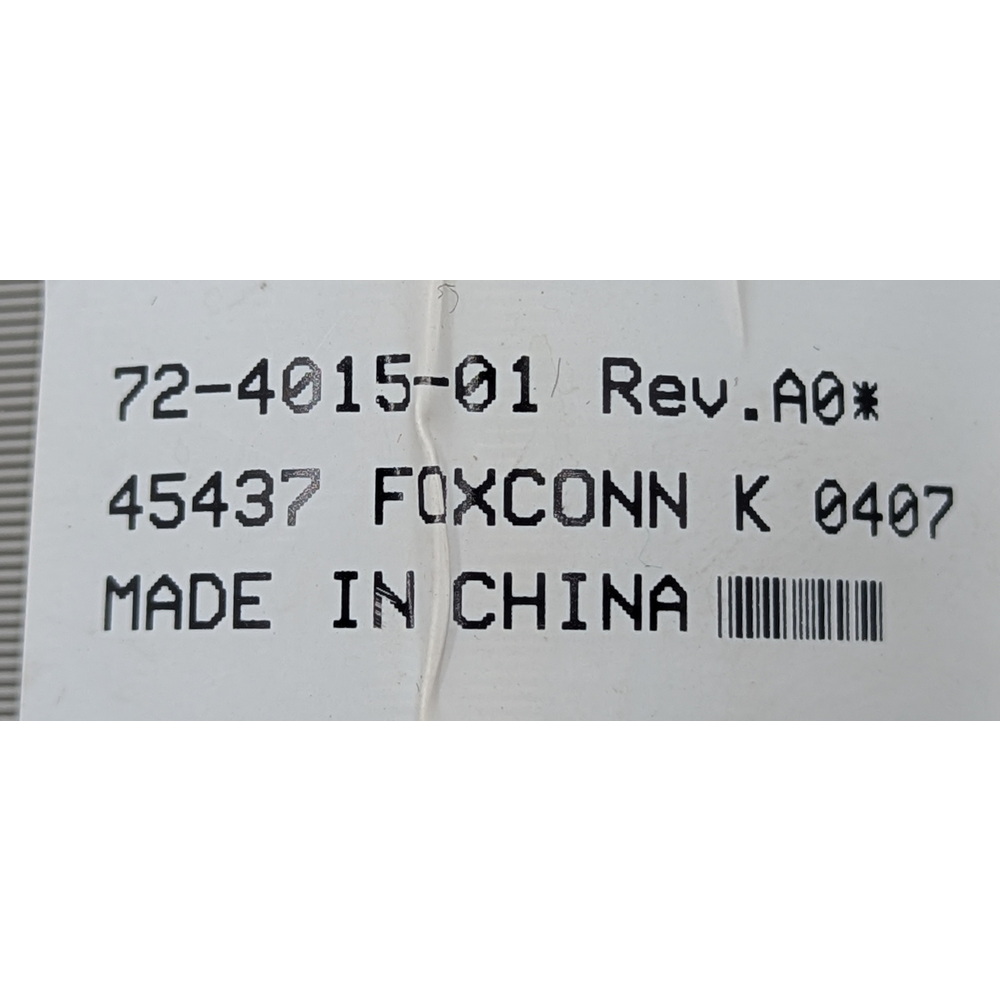 72-4015-01 Rev.A0*
45437 FOXCONN K 0407
MADE IN CHINA